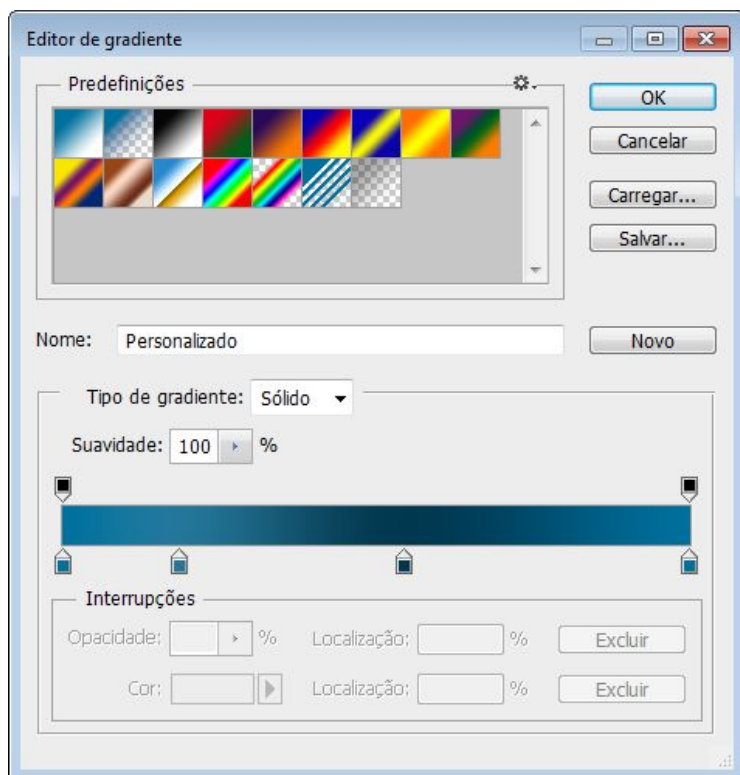 Editor de gradiente
Predefinições
OK
Cancelar
Carregar...
Salvar...
Nome: Personalizado Novo
Tipo de gradiente: Sólido
Suavidade: 100 %
Interrupções
Opacidade: % Localização: % Excluir
Cor: Localização: % Excluir